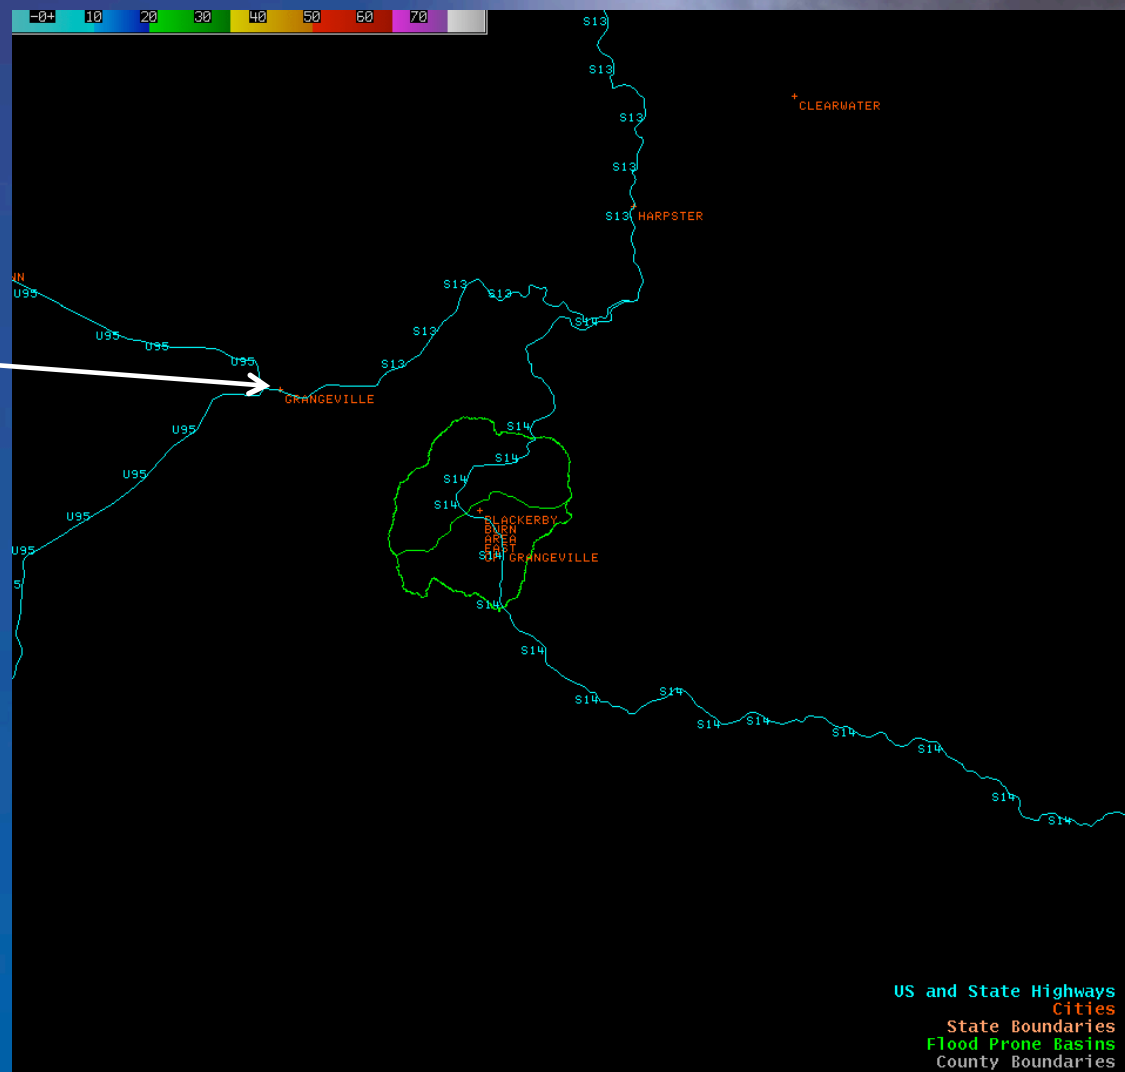 -0+ 10 20 30 40 50 60 70
S13
S13
CLEARWATER
S13
S13
S13 HARPSTER
S13
S13
U95
S14
S13
U95
U95
U95
S13
GRANGEVILLE
S14
U95
S14
U95
S14
S14
U95
BLACKERBY
BURN
AREA
EAST
U95
S14
OF GRANGEVILLE
5
S14
S14
S14
S14
S14
S14
S14
S14
S14
S14
US and State Highways
Cities
State Boundaries
Flood Prone Basins
County Boundaries